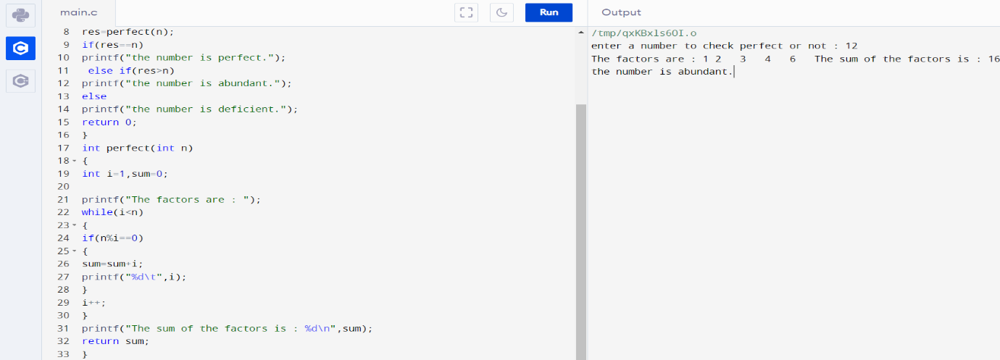 main.c
Run
Output
8 res=perfect(n);
9 if(res==n)
10 printf("the number is perfect.");
11 else if(res>n)
12 printf("the number is abundant.");
13 else
14 printf("the number is deficient.");
15 return 0;
16 }
17 int perfect(int n)
18 {
19 int i=1,sum=0;
20
21 printf("The factors are : ");
22 while(i<n)
23 {
24 if(n%i==0)
25 {
26 sum=sum+i;
27 printf("%d\t",i);
28 }
29 i++;
30 }
31 printf("The sum of the factors is : %d\n",sum);
32 return sum;
33 }
/tmp/qxKBxls6OI.o
enter a number to check perfect or not : 12
The factors are : 1 2 3 4 6 The sum of the factors is : 16
the number is abundant.